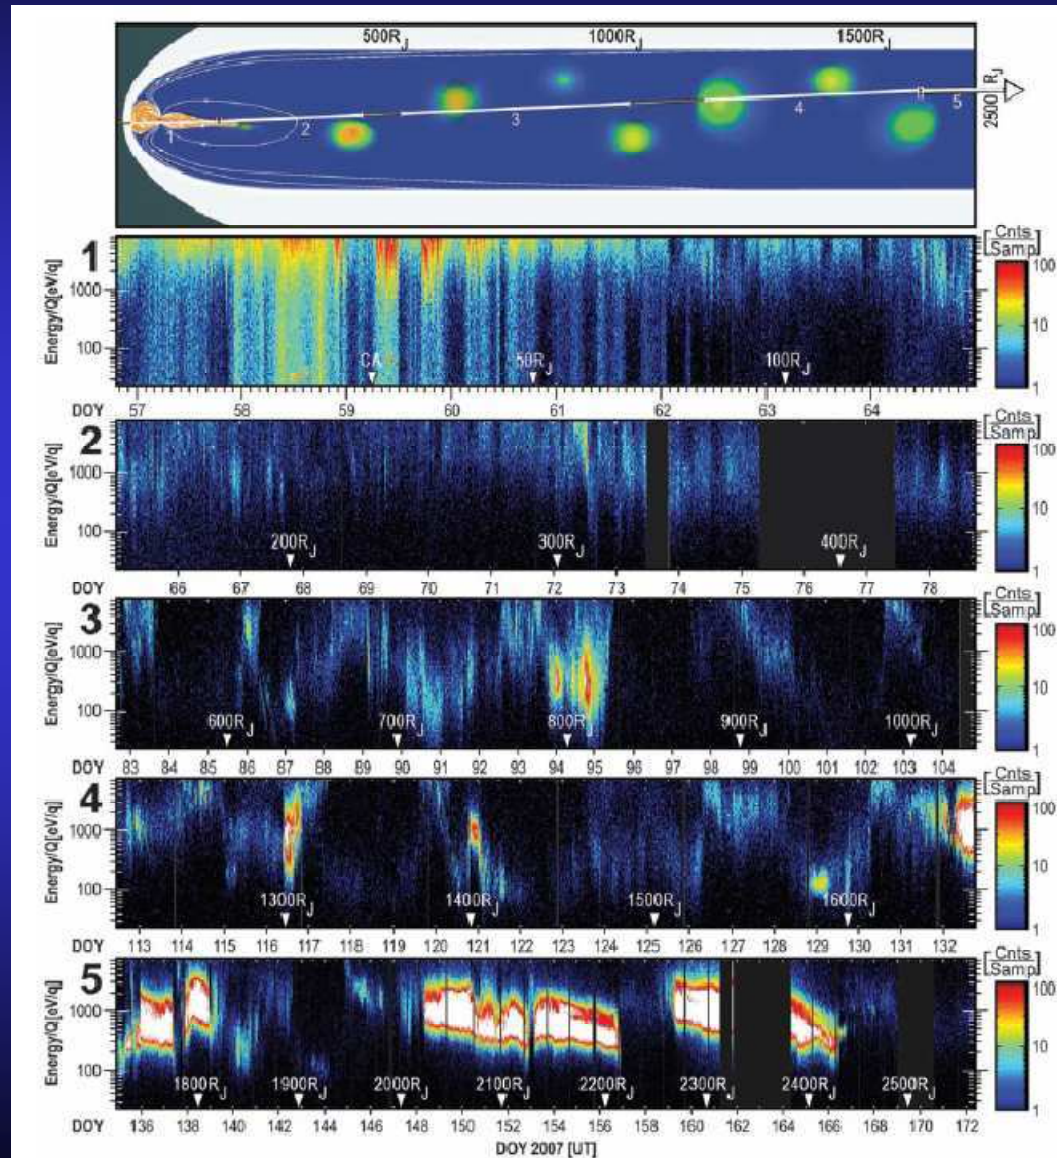 500RJ 1000RJ 1500RJ
1 2 3 4 5
2500 RJ
1
Energy/Q[eV/q]
1000
100
CA 50RJ 100RJ
DOY 57 58 59 60 61 62 63 64
Cnts
Samp
100
10
1
2
Energy/Q[eV/q]
1000
100
200RJ 300RJ 400RJ
DOY 66 67 68 69 70 71 72 73 74 75 76 77 78
Cnts
Samp
100
10
1
3
Energy/Q[eV/q]
1000
100
600RJ 700RJ 800RJ 900RJ 1000RJ
DOY 83 84 85 86 87 88 89 90 91 92 93 94 95 96 97 98 99 100 101 102 103 104
Cnts
Samp
100
10
1
4
Energy/Q[eV/q]
1000
100
1300RJ 1400RJ 1500RJ 1600RJ
DOY 113 114 115 116 117 118 119 120 121 122 123 124 125 126 127 128 129 130 131 132
Cnts
Samp
100
10
1
5
Energy/Q[eV/q]
1000
100
1800RJ 1900RJ 2000RJ 2100RJ 2200RJ 2300RJ 2400RJ 2500RJ
DOY 136 138 140 142 144 146 148 150 152 154 156 158 160 162 164 166 168 170 172
DOY 2007 [UT]
Cnts
Samp
100
10
1